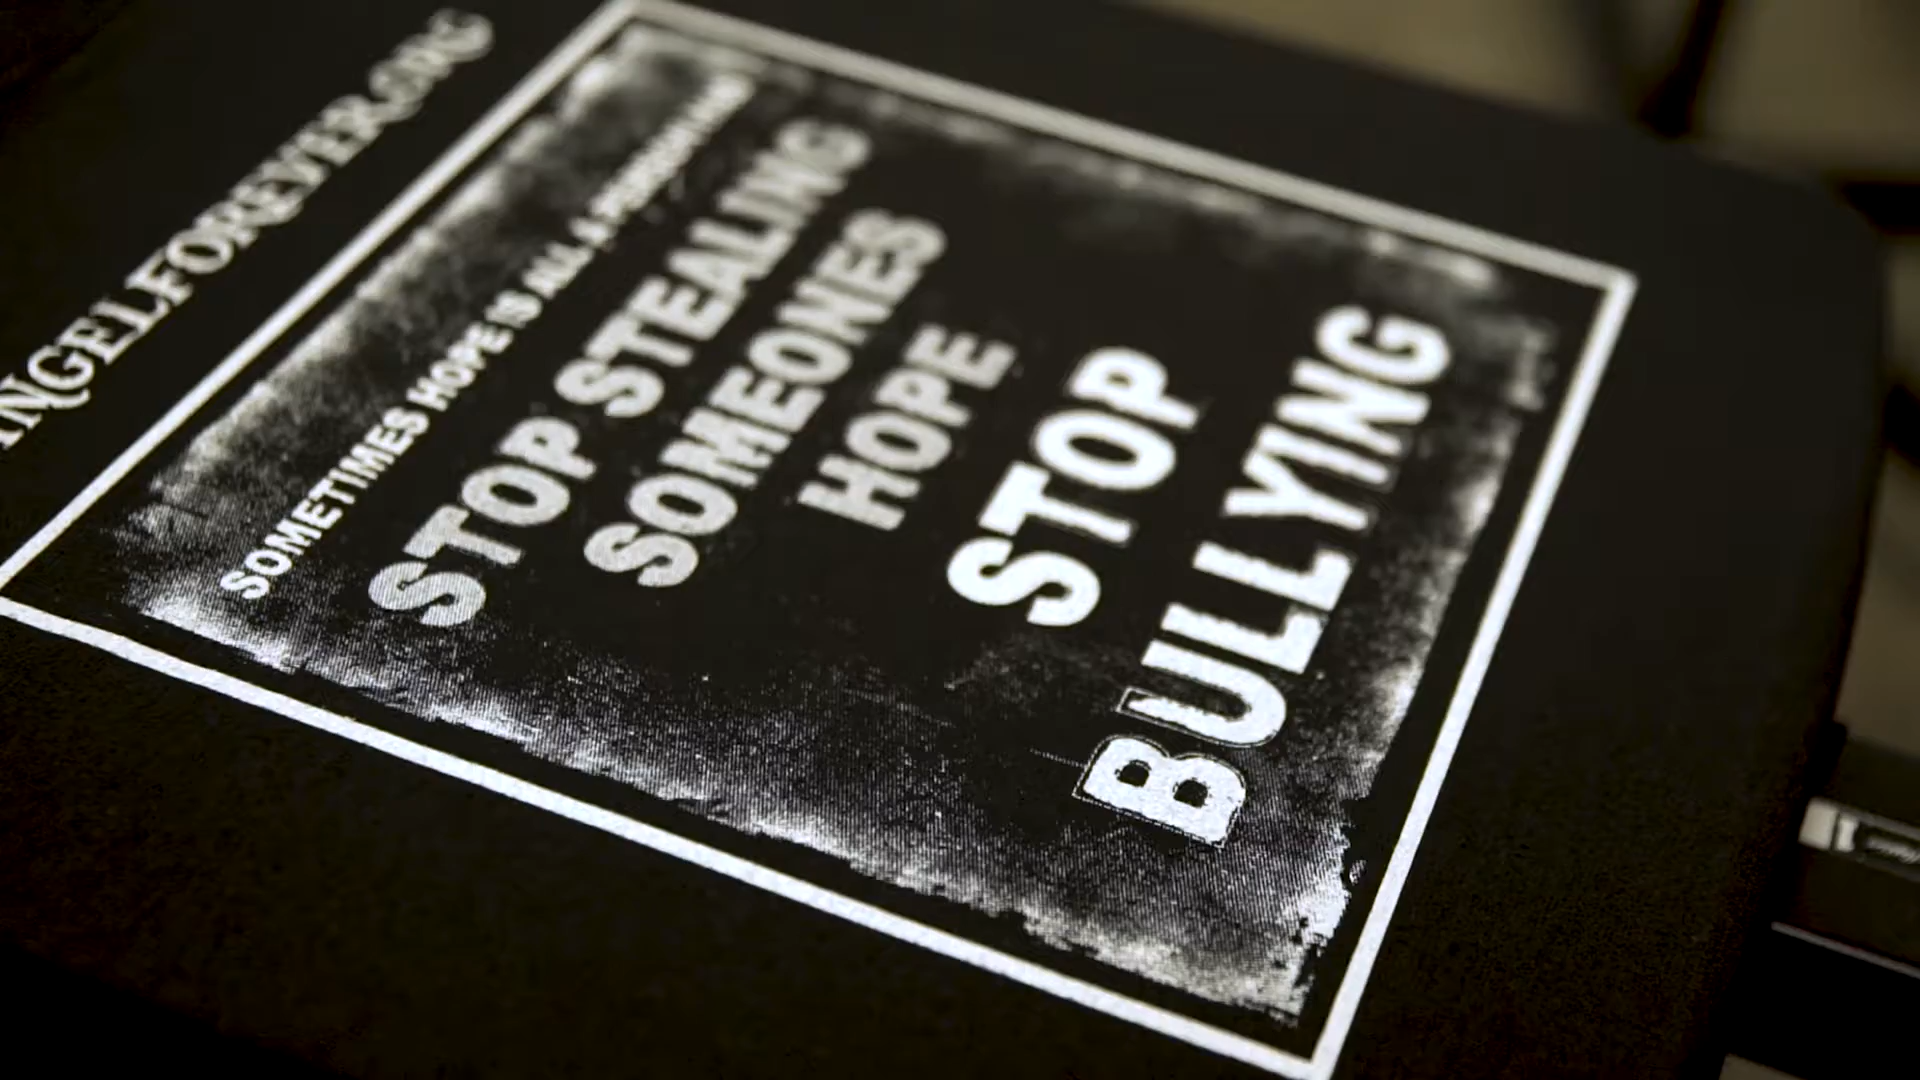 NGELFOREVER.ORG
SOMETIMES HOPE IS ALL A PERSON HAS
STOP STEALING
SOMEONES
HOPE
STOP
BULLYING